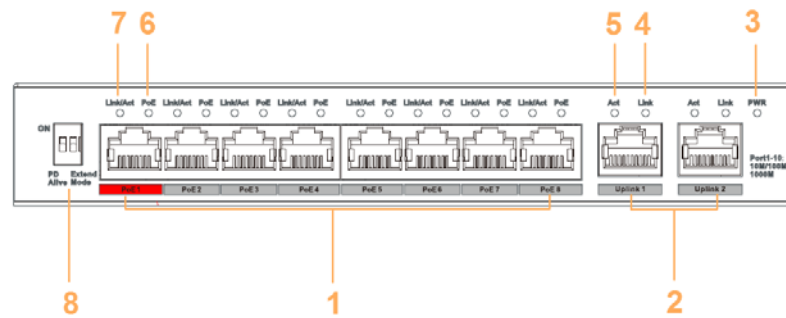 7 6 5 4 3
Link/Act PoE Link/Act PoE Link/Act PoE Link/Act PoE Link/Act PoE Link/Act PoE Link/Act PoE Link/Act PoE Act Link Act Link PWR
ON
PD Extend
Alive Mode
Port1-10:
10M/100M
1000M
PoE 1 PoE 2 PoE 3 PoE 4 PoE 5 PoE 6 PoE 7 PoE 8 Uplink 1 Uplink 2
8 1 2